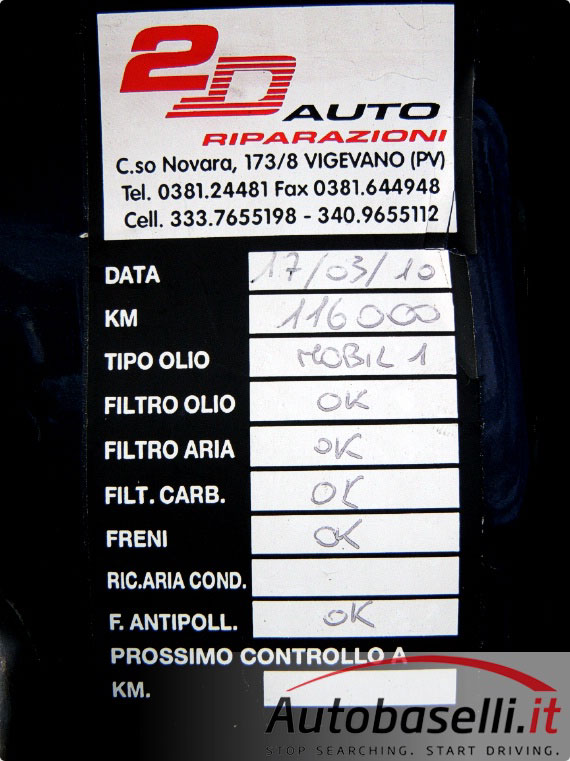 2D AUTO
RIPARAZIONI
C.so Novara, 173/8 VIGEVANO (PV)
Tel. 0381.24481 Fax 0381.644948
Cell. 333.7655198 - 340.9655112
DATA 17/03/10
KM 116000
TIPO OLIO MOBIL 1
FILTRO OLIO OK
FILTRO ARIA OK
FILT. CARB. OK
FRENI OK
RIC.ARIA COND.
F. ANTIPOLL. OK
PROSSIMO CONTROLLO A
KM.
Autobaselli.it
STOP SEARCHING. START DRIVING.